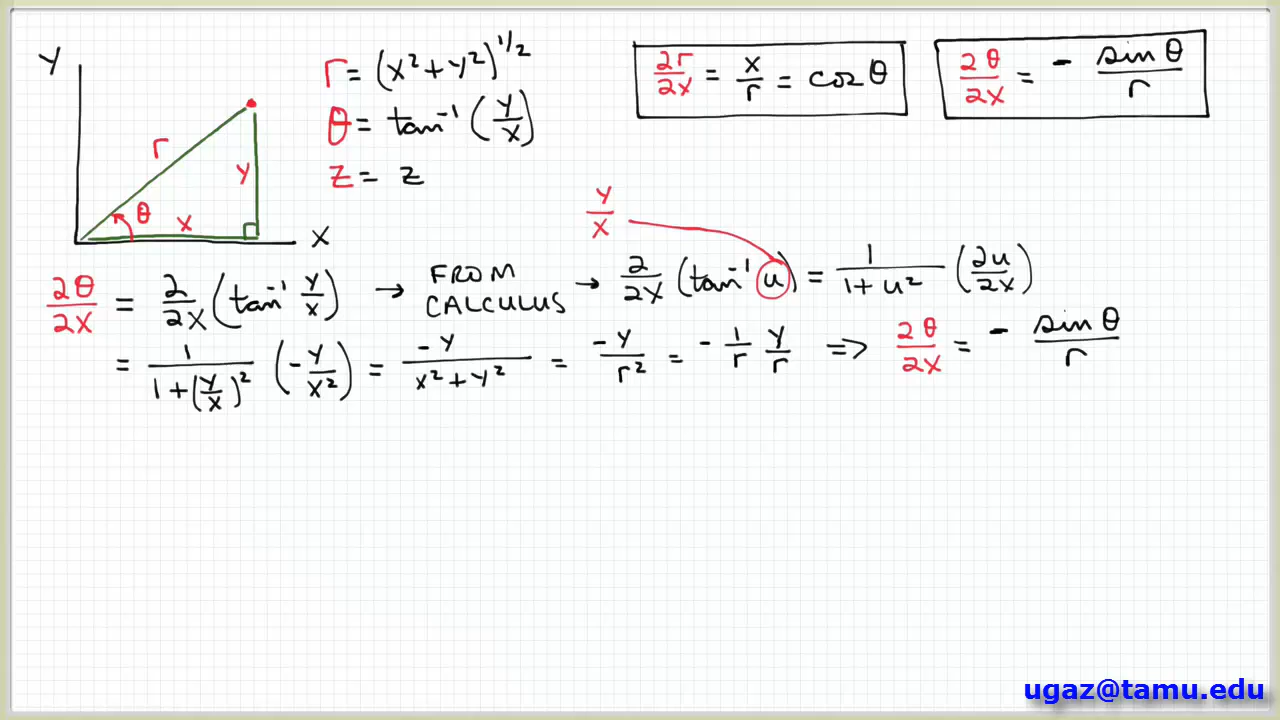 Y
r = (x² + y²)^1/2
∂r/∂x = x/r = cos θ
∂θ/∂x = - sin θ/r
θ = tan⁻¹ (y/x)
r
y
z = z
θ
x
X
y/x
∂θ/∂x = ∂/∂x (tan⁻¹ y/x) → FROM CALCULUS → ∂/∂x (tan⁻¹ u) = 1/(1 + u²) (∂u/∂x)
= 1/(1 + (y/x)²) (-y/x²) = -y/(x² + y²) = -y/r² = - 1/r y/r ⇒ ∂θ/∂x = - sin θ/r
ugaz@tamu.edu